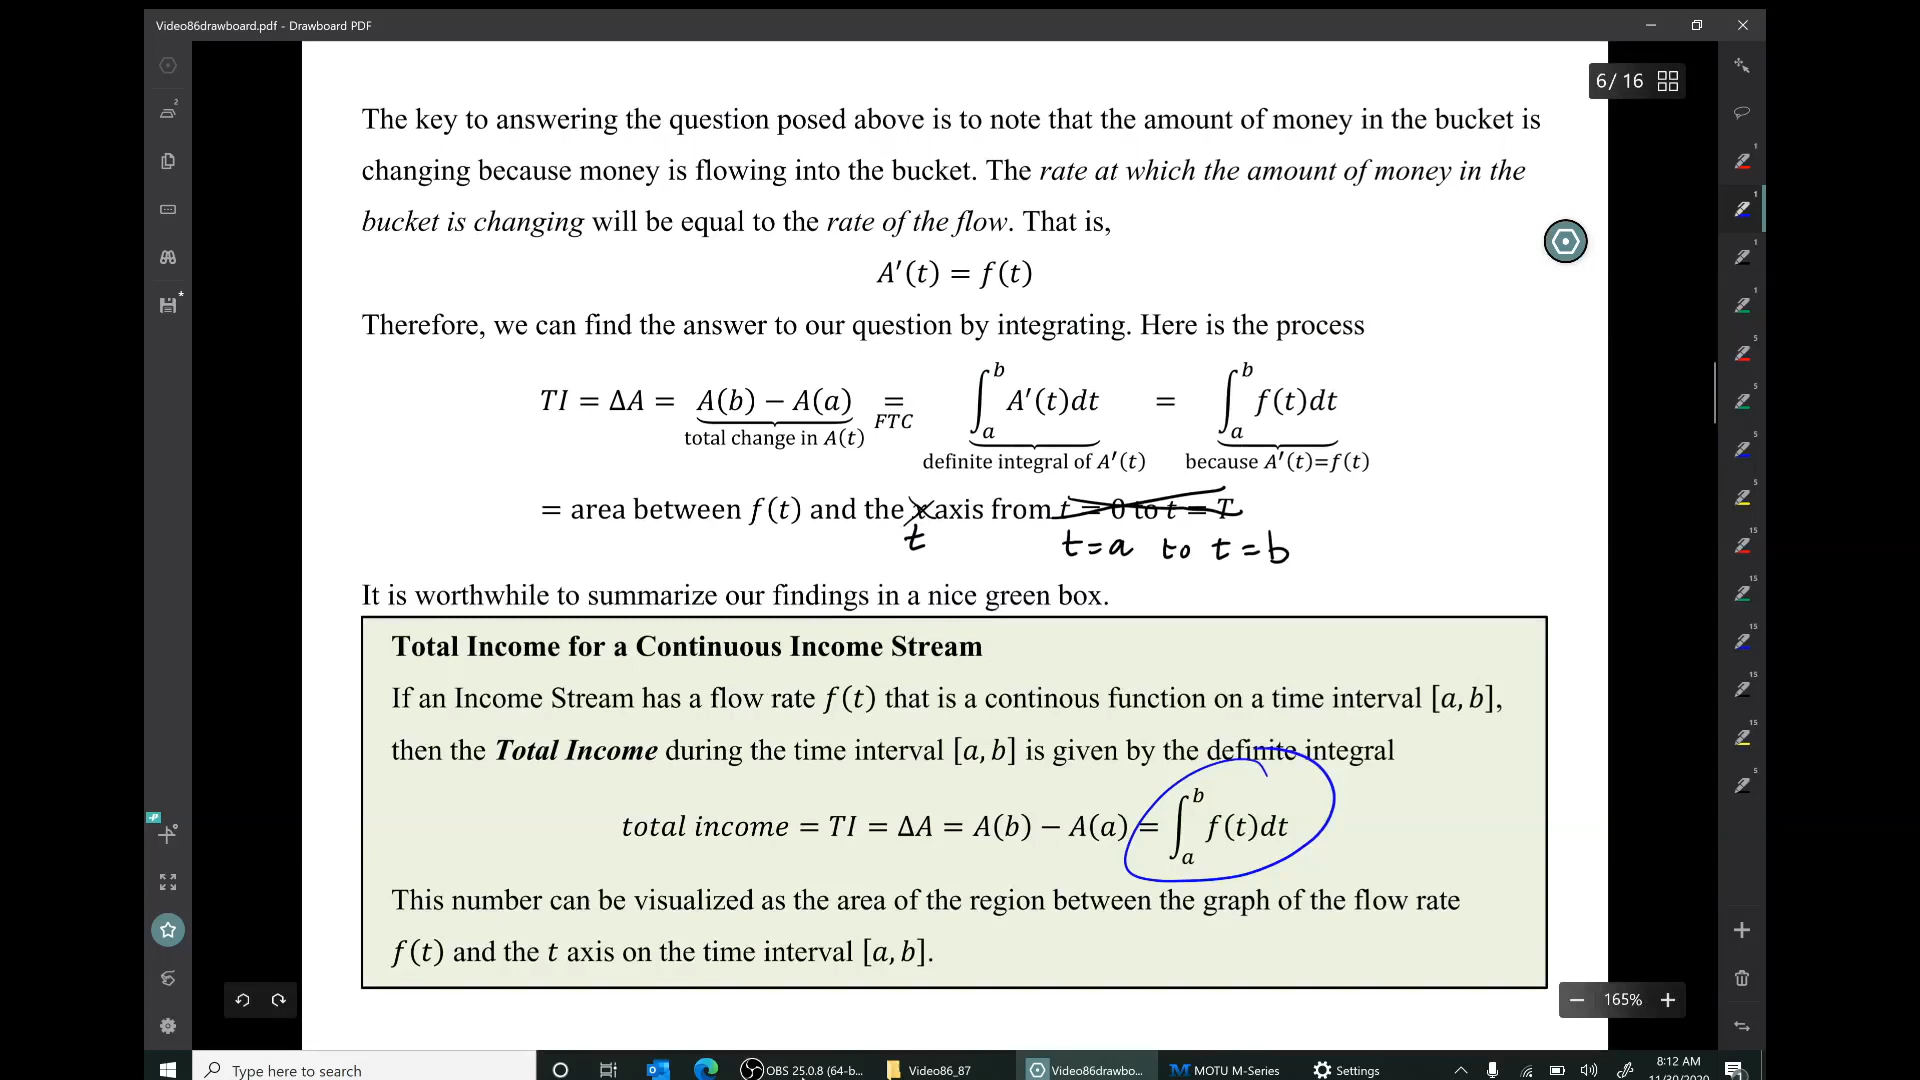 Video86drawboard.pdf - Drawboard PDF
6/ 16
The key to answering the question posed above is to note that the amount of money in the bucket is
changing because money is flowing into the bucket. The rate at which the amount of money in the
bucket is changing will be equal to the rate of the flow. That is,
A′(t) = f(t)
Therefore, we can find the answer to our question by integrating. Here is the process
TI = ΔA = A(b) − A(a) = ∫ₐᵇ A′(t)dt = ∫ₐᵇ f(t)dt
total change in A(t) FTC definite integral of A′(t) because A′(t)=f(t)
= area between f(t) and the x axis from t = 0 to t = T
t t = a to t = b
It is worthwhile to summarize our findings in a nice green box.
Total Income for a Continuous Income Stream
If an Income Stream has a flow rate f(t) that is a continous function on a time interval [a, b],
then the Total Income during the time interval [a, b] is given by the definite integral
total income = TI = ΔA = A(b) − A(a) = ∫ₐᵇ f(t)dt
This number can be visualized as the area of the region between the graph of the flow rate
f(t) and the t axis on the time interval [a, b].
165%
Type here to search
OBS 25.0.8 (64-b...
Video86_87
Video86drawbo...
MOTU M-Series
Settings
8:12 AM